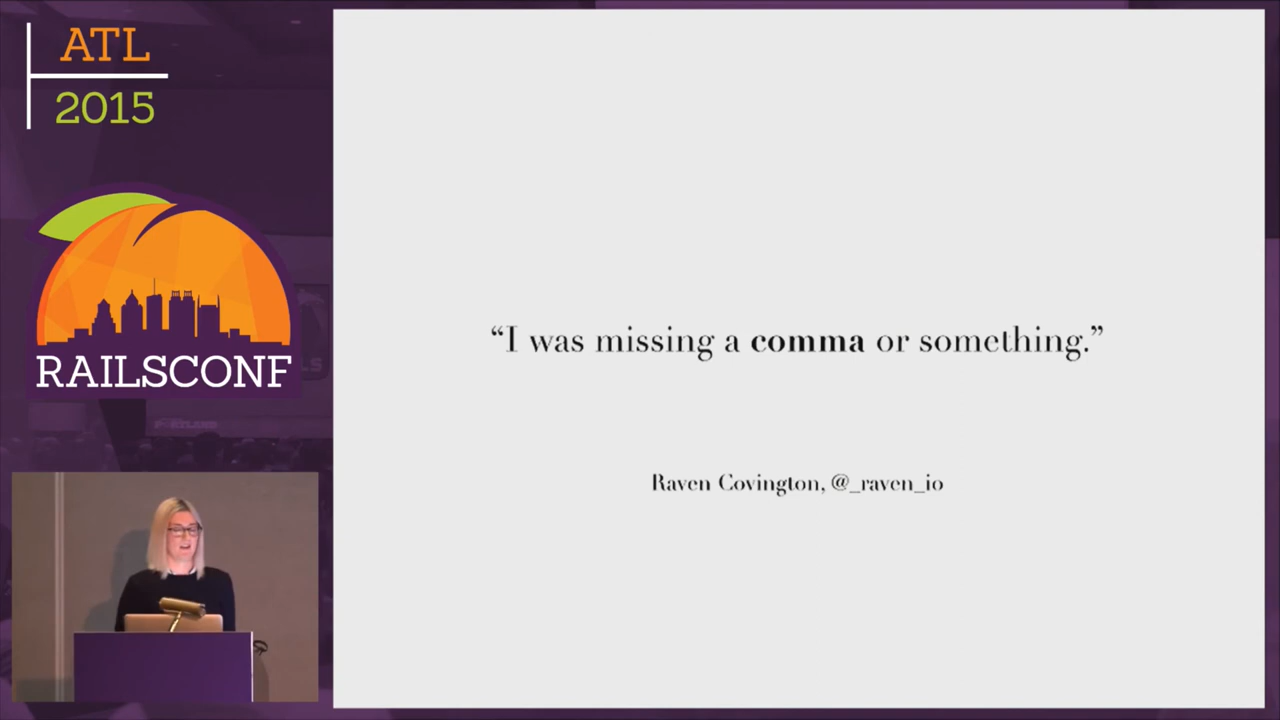 ATL
2015
RAILSCONF
“I was missing a comma or something.”
Raven Covington, @_raven_io